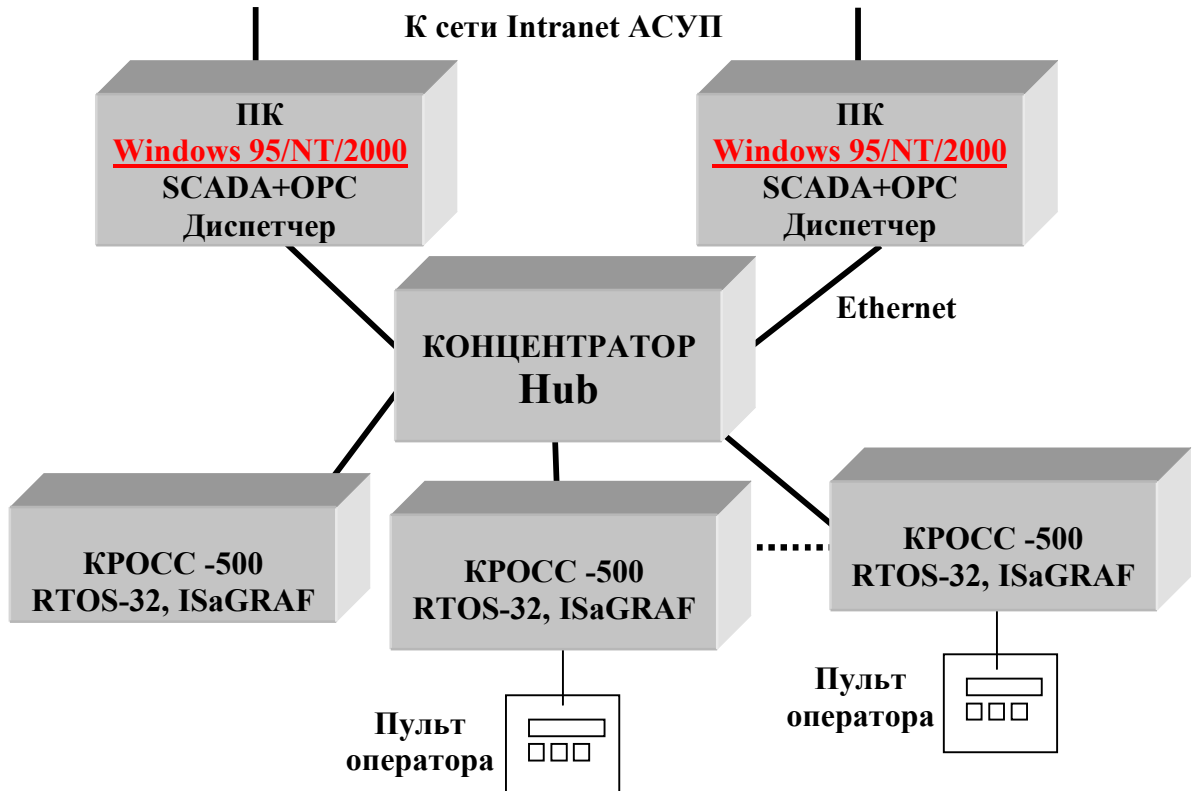 К сети Intranet АСУП
ПК
Windows 95/NT/2000
SCADA+OPC
Диспетчер
ПК
Windows 95/NT/2000
SCADA+OPC
Диспетчер
Ethernet
КОНЦЕНТРАТОР
Hub
КРОСС -500
RTOS-32, ISaGRAF
КРОСС -500
RTOS-32, ISaGRAF
КРОСС -500
RTOS-32, ISaGRAF
Пульт
оператора
Пульт
оператора